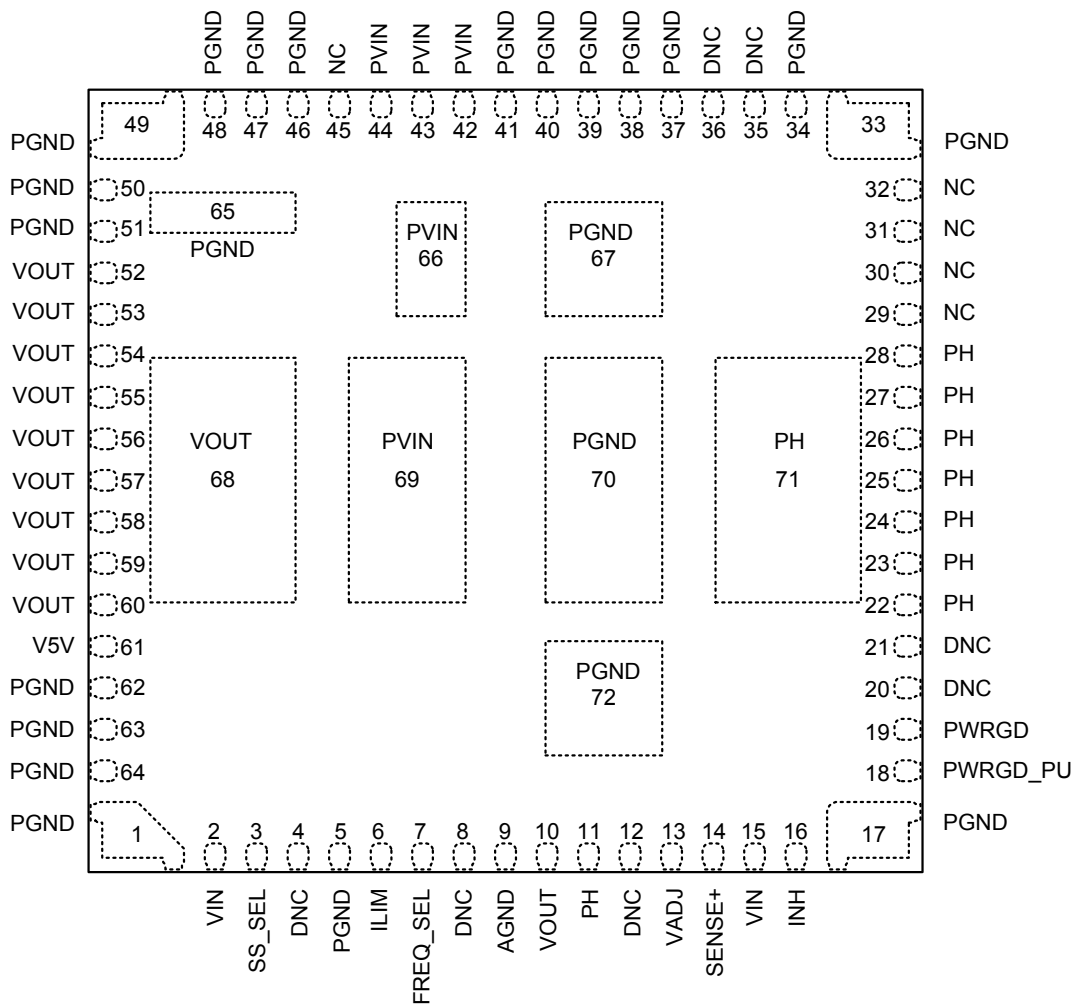 PGND
PGND
PGND
NC
PVIN
PVIN
PVIN
PGND
PGND
PGND
PGND
PGND
DNC
DNC
PGND
48 47 46 45 44 43 42 41 40 39 38 37 36 35 34
PGND 49 33 PGND
PGND 50 32 NC
65
PGND
PGND 51 31 NC
PVIN
66
PGND
67
VOUT 52 30 NC
VOUT 53 29 NC
VOUT 54 28 PH
VOUT 55 27 PH
VOUT 56 26 PH
VOUT
68
PVIN
69
PGND
70
PH
71
VOUT 57 25 PH
VOUT 58 24 PH
VOUT 59 23 PH
VOUT 60 22 PH
V5V 61 21 DNC
PGND 62 20 DNC
PGND
72
PGND 63 19 PWRGD
PGND 64 18 PWRGD_PU
PGND 1 17 PGND
2 3 4 5 6 7 8 9 10 11 12 13 14 15 16
VIN
SS_SEL
DNC
PGND
ILIM
FREQ_SEL
DNC
AGND
VOUT
PH
DNC
VADJ
SENSE+
VIN
INH